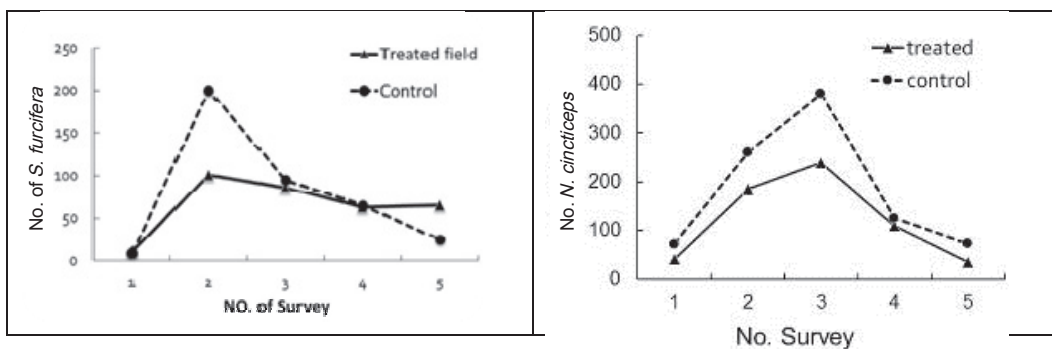 No. of S. furcifera
250
200
150
100
50
0
1 2 3 4 5
NO. of Survey
Treated field
Control
No. N. cincticeps
500
400
300
200
100
0
1 2 3 4 5
No. Survey
treated
control